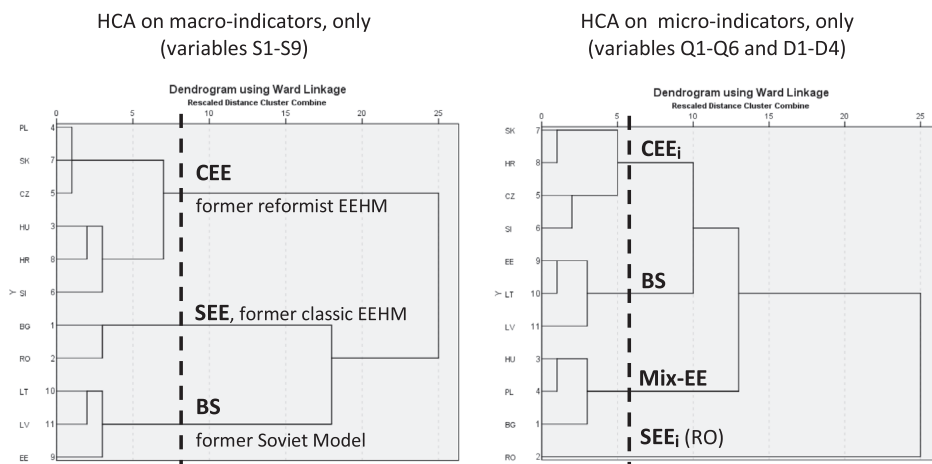 HCA on macro-indicators, only
(variables S1-S9)
Dendrogram using Ward Linkage
Rescaled Distance Cluster Combine
0 5 10 15 20 25
PL 4
SK 7
CZ 5
HU 3
HR 8
SI 6
BG 1
RO 2
LT 10
LV 11
EE 9
Y
CEE
former reformist EEHM
SEE, former classic EEHM
BS
former Soviet Model
HCA on micro-indicators, only
(variables Q1-Q6 and D1-D4)
Dendrogram using Ward Linkage
Rescaled Distance Cluster Combine
0 5 10 15 20 25
SK 7
HR 8
CZ 5
SI 6
EE 9
LT 10
LV 11
HU 3
PL 4
BG 1
RO 2
Y
CEEi
BS
Mix-EE
SEEi (RO)